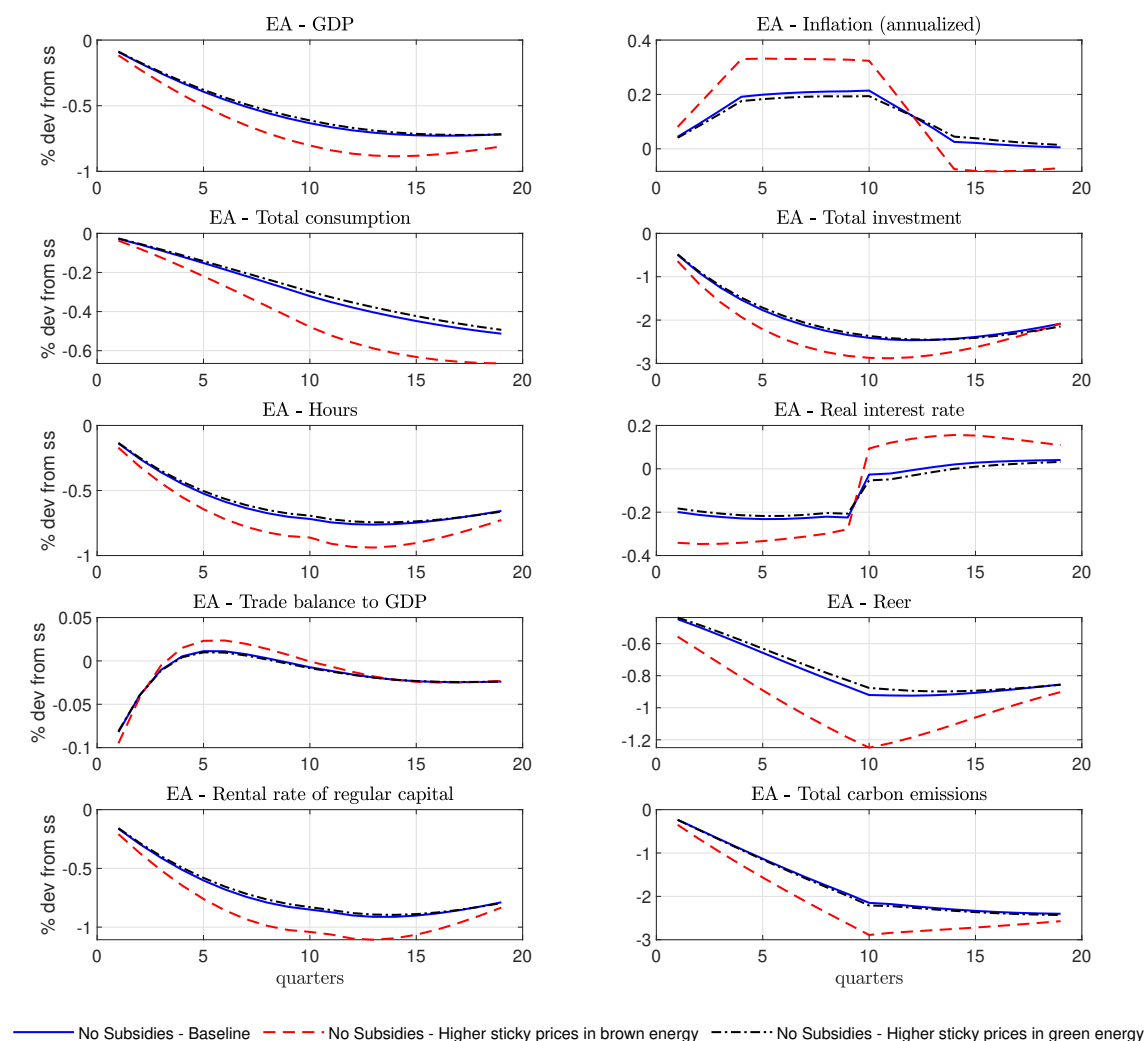 EA - GDP
% dev from ss
0
-0.5
-1
0 5 10 15 20
EA - Inflation (annualized)
0.4
0.2
0
0 5 10 15 20
EA - Total consumption
% dev from ss
0
-0.2
-0.4
-0.6
0 5 10 15 20
EA - Total investment
0
-1
-2
-3
0 5 10 15 20
EA - Hours
% dev from ss
0
-0.5
-1
0 5 10 15 20
EA - Real interest rate
0.2
0
-0.2
-0.4
0 5 10 15 20
EA - Trade balance to GDP
% dev from ss
0.05
0
-0.05
-0.1
0 5 10 15 20
EA - Reer
-0.6
-0.8
-1
-1.2
0 5 10 15 20
EA - Rental rate of regular capital
% dev from ss
0
-0.5
-1
0 5 10 15 20
quarters
EA - Total carbon emissions
0
-1
-2
-3
0 5 10 15 20
quarters
No Subsidies - Baseline No Subsidies - Higher sticky prices in brown energy No Subsidies - Higher sticky prices in green energy